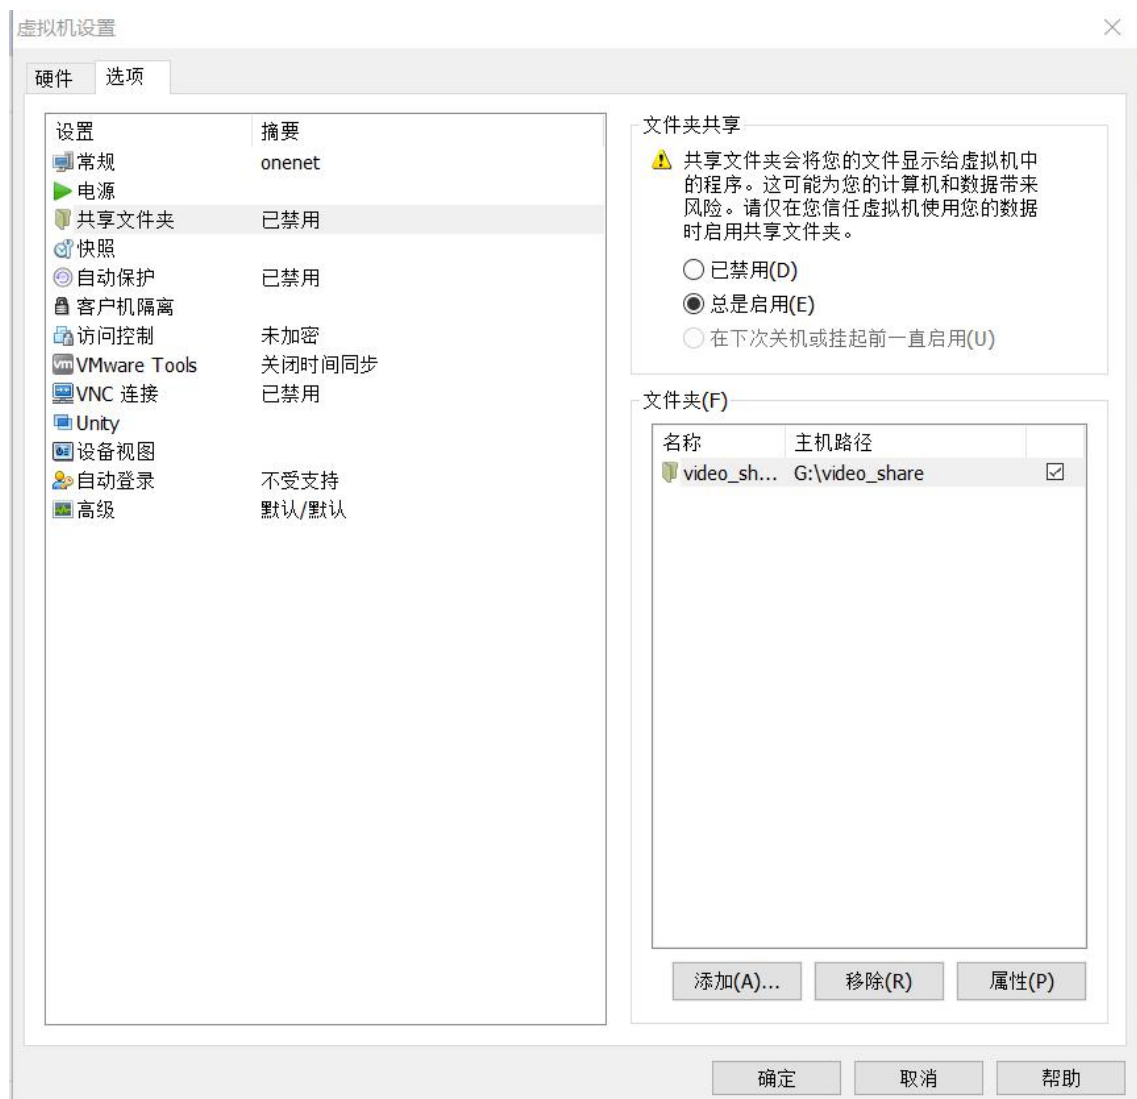 虚拟机设置
硬件 选项
设置 摘要
常规 onenet
电源
共享文件夹 已禁用
快照
自动保护 已禁用
客户机隔离
访问控制 未加密
VMware Tools 关闭时间同步
VNC 连接 已禁用
Unity
设备视图
自动登录 不受支持
高级 默认/默认
文件夹共享
共享文件夹会将您的文件显示给虚拟机中
的程序。这可能为您的计算机和数据带来
风险。请仅在您信任虚拟机使用您的数据
时启用共享文件夹。
已禁用(D)
总是启用(E)
在下次关机或挂起前一直启用(U)
文件夹(F)
名称 主机路径
video_sh... G:\video_share
添加(A)... 移除(R) 属性(P)
确定 取消 帮助